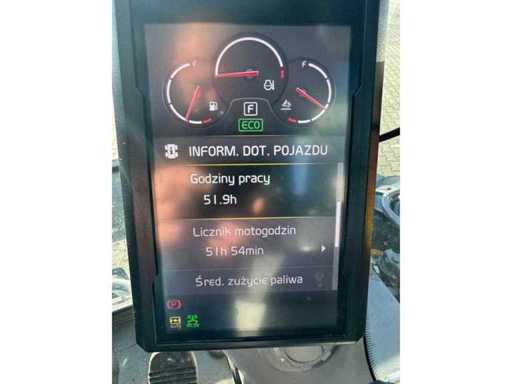 F
F
F
ECO
INFORM. DOT. POJAZDU
Godziny pracy
51.9h
Licznik motogodzin
51h 54min
Śred. zużycie paliwa
P